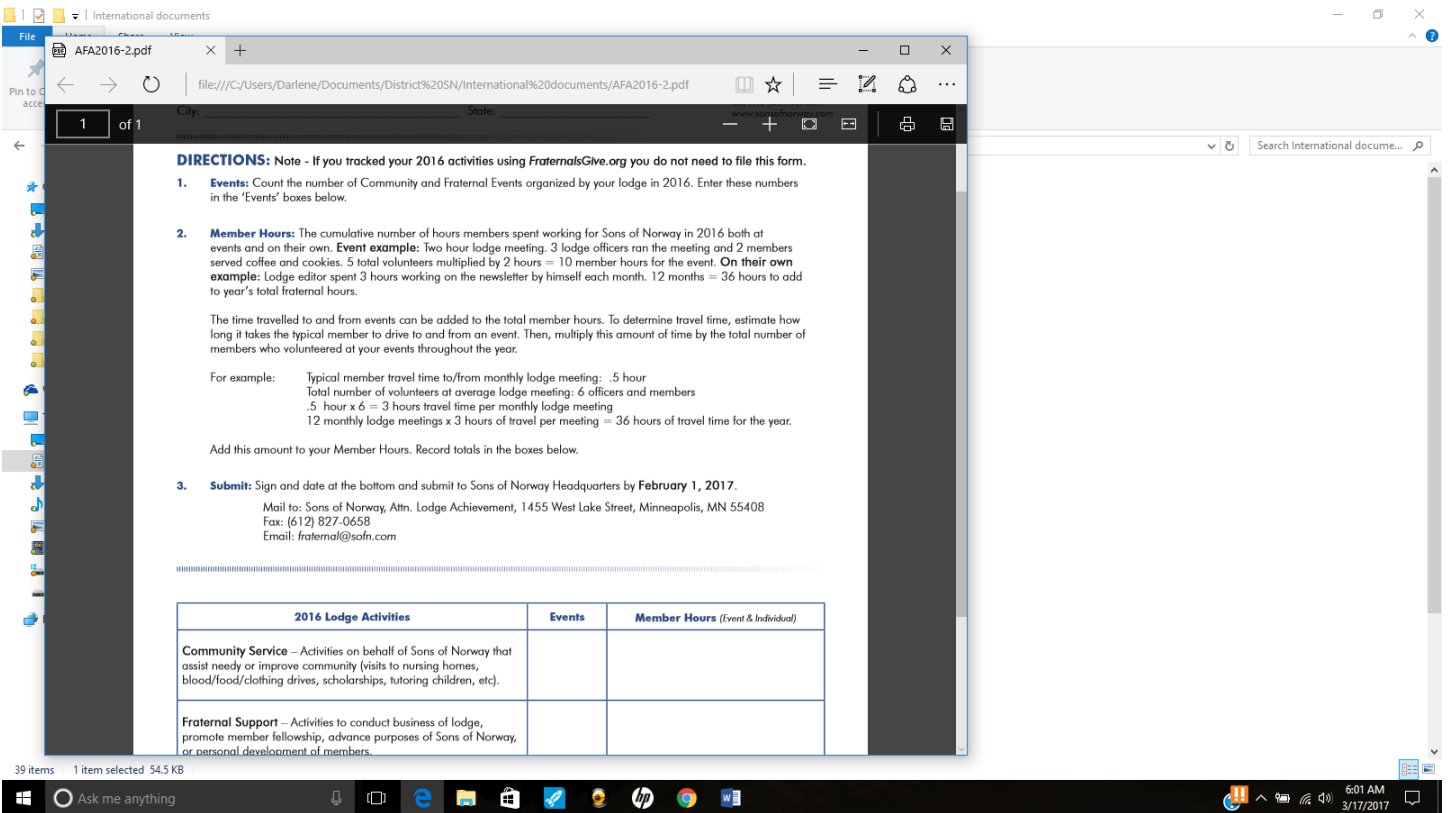 International documents
File Home Share View
AFA2016-2.pdf
file:///C:/Users/Darlene/Documents/District%20SN/International%20documents/AFA2016-2.pdf
Pin to
1 of 1
City: State:
www.sonsofnorway.com
Search International docume...
DIRECTIONS: Note - If you tracked your 2016 activities using FraternalsGive.org you do not need to file this form.
1. Events: Count the number of Community and Fraternal Events organized by your lodge in 2016. Enter these numbers
in the ‘Events’ boxes below.
2. Member Hours: The cumulative number of hours members spent working for Sons of Norway in 2016 both at
events and on their own. Event example: Two hour lodge meeting. 3 lodge officers ran the meeting and 2 members
served coffee and cookies. 5 total volunteers multiplied by 2 hours = 10 member hours for the event. On their own
example: Lodge editor spent 3 hours working on the newsletter by himself each month. 12 months = 36 hours to add
to year’s total fraternal hours.
The time travelled to and from events can be added to the total member hours. To determine travel time, estimate how
long it takes the typical member to drive to and from an event. Then, multiply this amount of time by the total number of
members who volunteered at your events throughout the year.
For example: Typical member travel time to/from monthly lodge meeting: .5 hour
Total number of volunteers at average lodge meeting: 6 officers and members
.5 hour x 6 = 3 hours travel time per monthly lodge meeting
12 monthly lodge meetings x 3 hours of travel per meeting = 36 hours of travel time for the year.
Add this amount to your Member Hours. Record totals in the boxes below.
3. Submit: Sign and date at the bottom and submit to Sons of Norway Headquarters by February 1, 2017.
Mail to: Sons of Norway, Attn. Lodge Achievement, 1455 West Lake Street, Minneapolis, MN 55408
Fax: (612) 827-0658
Email: fraternal@sofn.com
2016 Lodge Activities Events Member Hours (Event & Individual)
Community Service – Activities on behalf of Sons of Norway that
assist needy or improve community (visits to nursing homes,
blood/food/clothing drives, scholarships, tutoring children, etc).
Fraternal Support – Activities to conduct business of lodge,
promote member fellowship, advance purposes of Sons of Norway,
or personal development of members.
39 items 1 item selected 54.5 KB
Ask me anything
hp
6:01 AM
3/17/2017